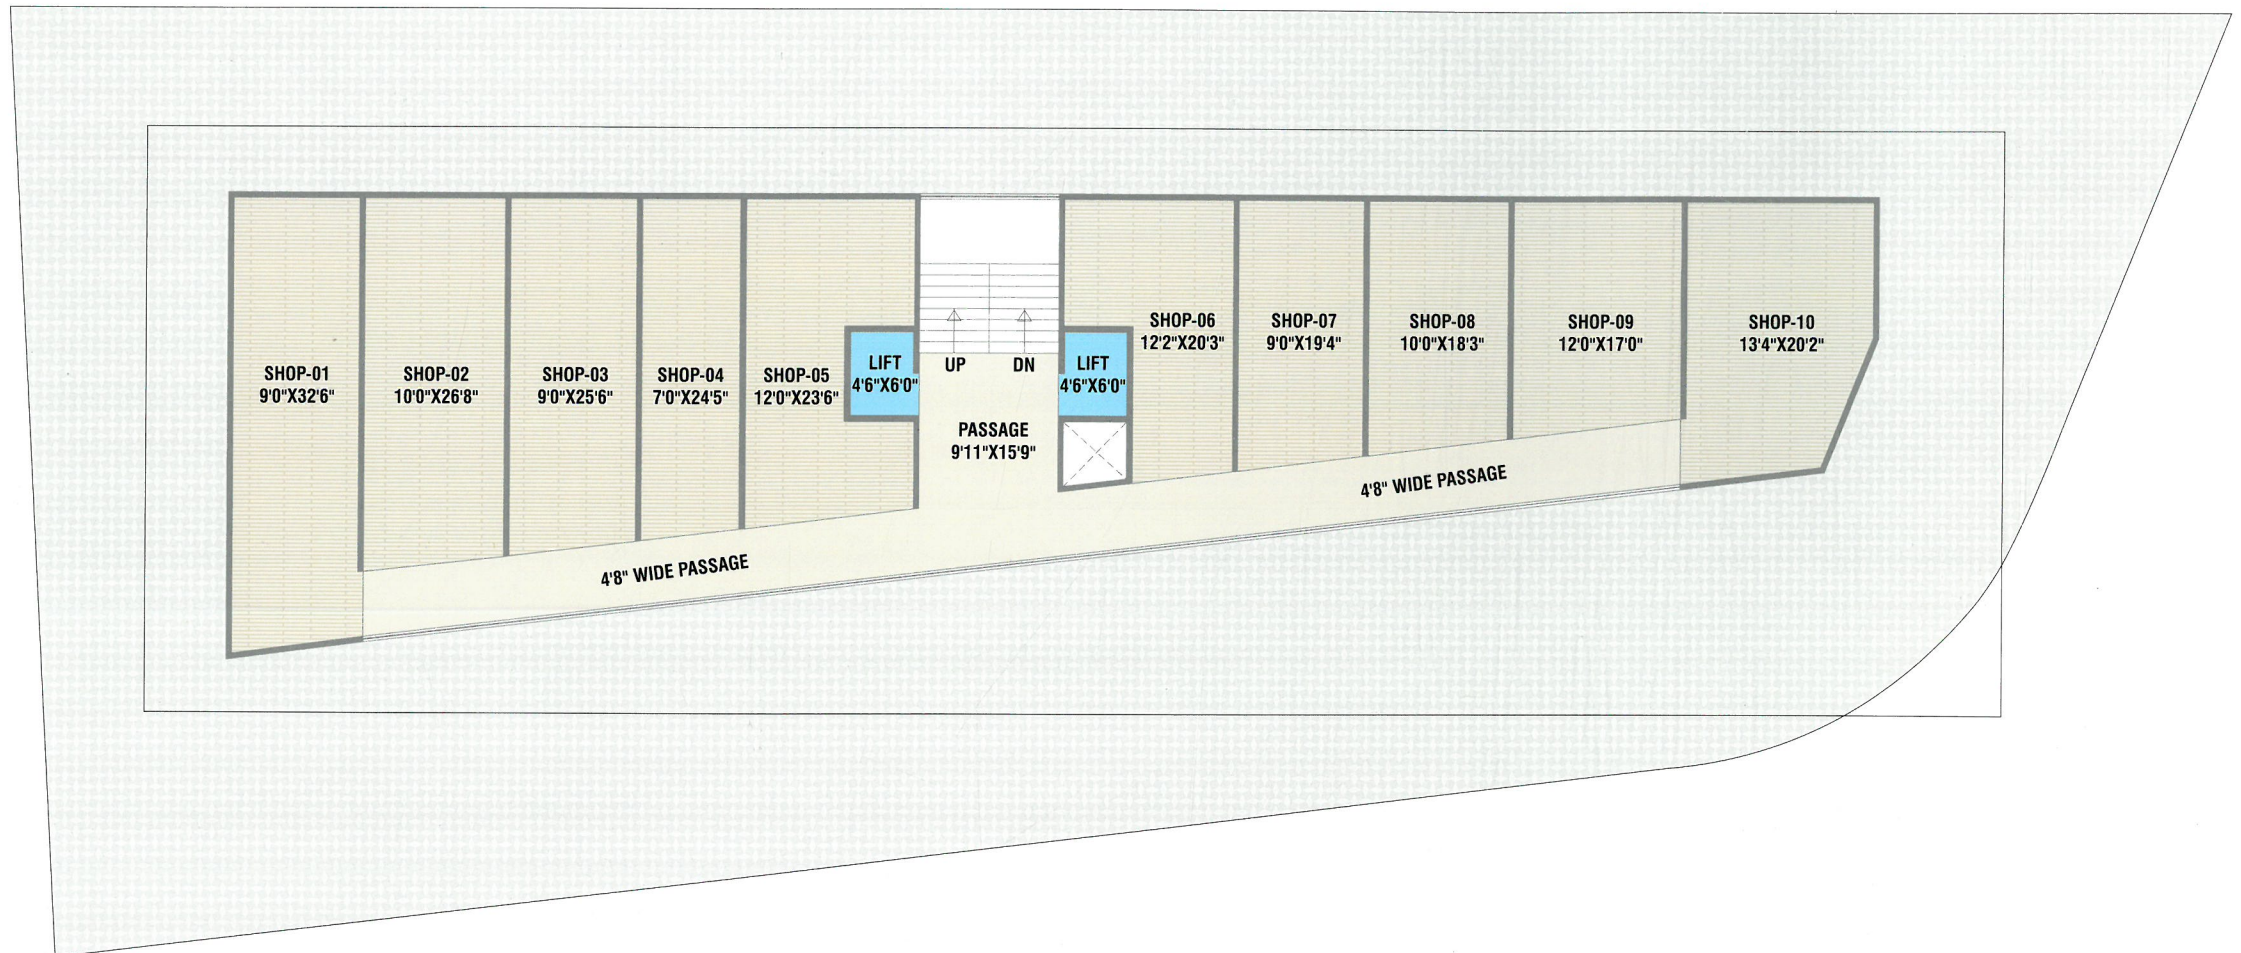 SHOP-01
9'0"X32'6"
SHOP-02
10'0"X26'8"
SHOP-03
9'0"X25'6"
SHOP-04
7'0"X24'5"
SHOP-05
12'0"X23'6"
LIFT
4'6"X6'0"
UP
DN
LIFT
4'6"X6'0"
PASSAGE
9'11"X15'9"
SHOP-06
12'2"X20'3"
SHOP-07
9'0"X19'4"
SHOP-08
10'0"X18'3"
SHOP-09
12'0"X17'0"
SHOP-10
13'4"X20'2"
4'8" WIDE PASSAGE
4'8" WIDE PASSAGE